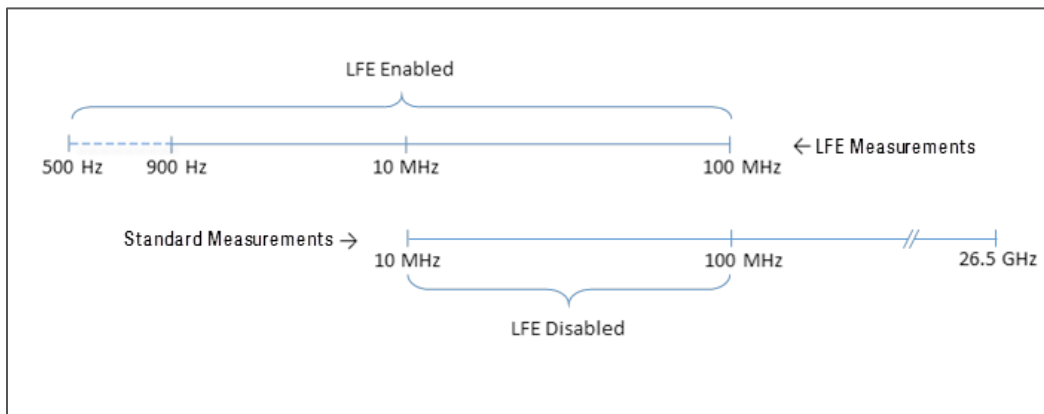 LFE Enabled
500 Hz 900 Hz 10 MHz 100 MHz
← LFE Measurements
Standard Measurements →
10 MHz 100 MHz 26.5 GHz
LFE Disabled